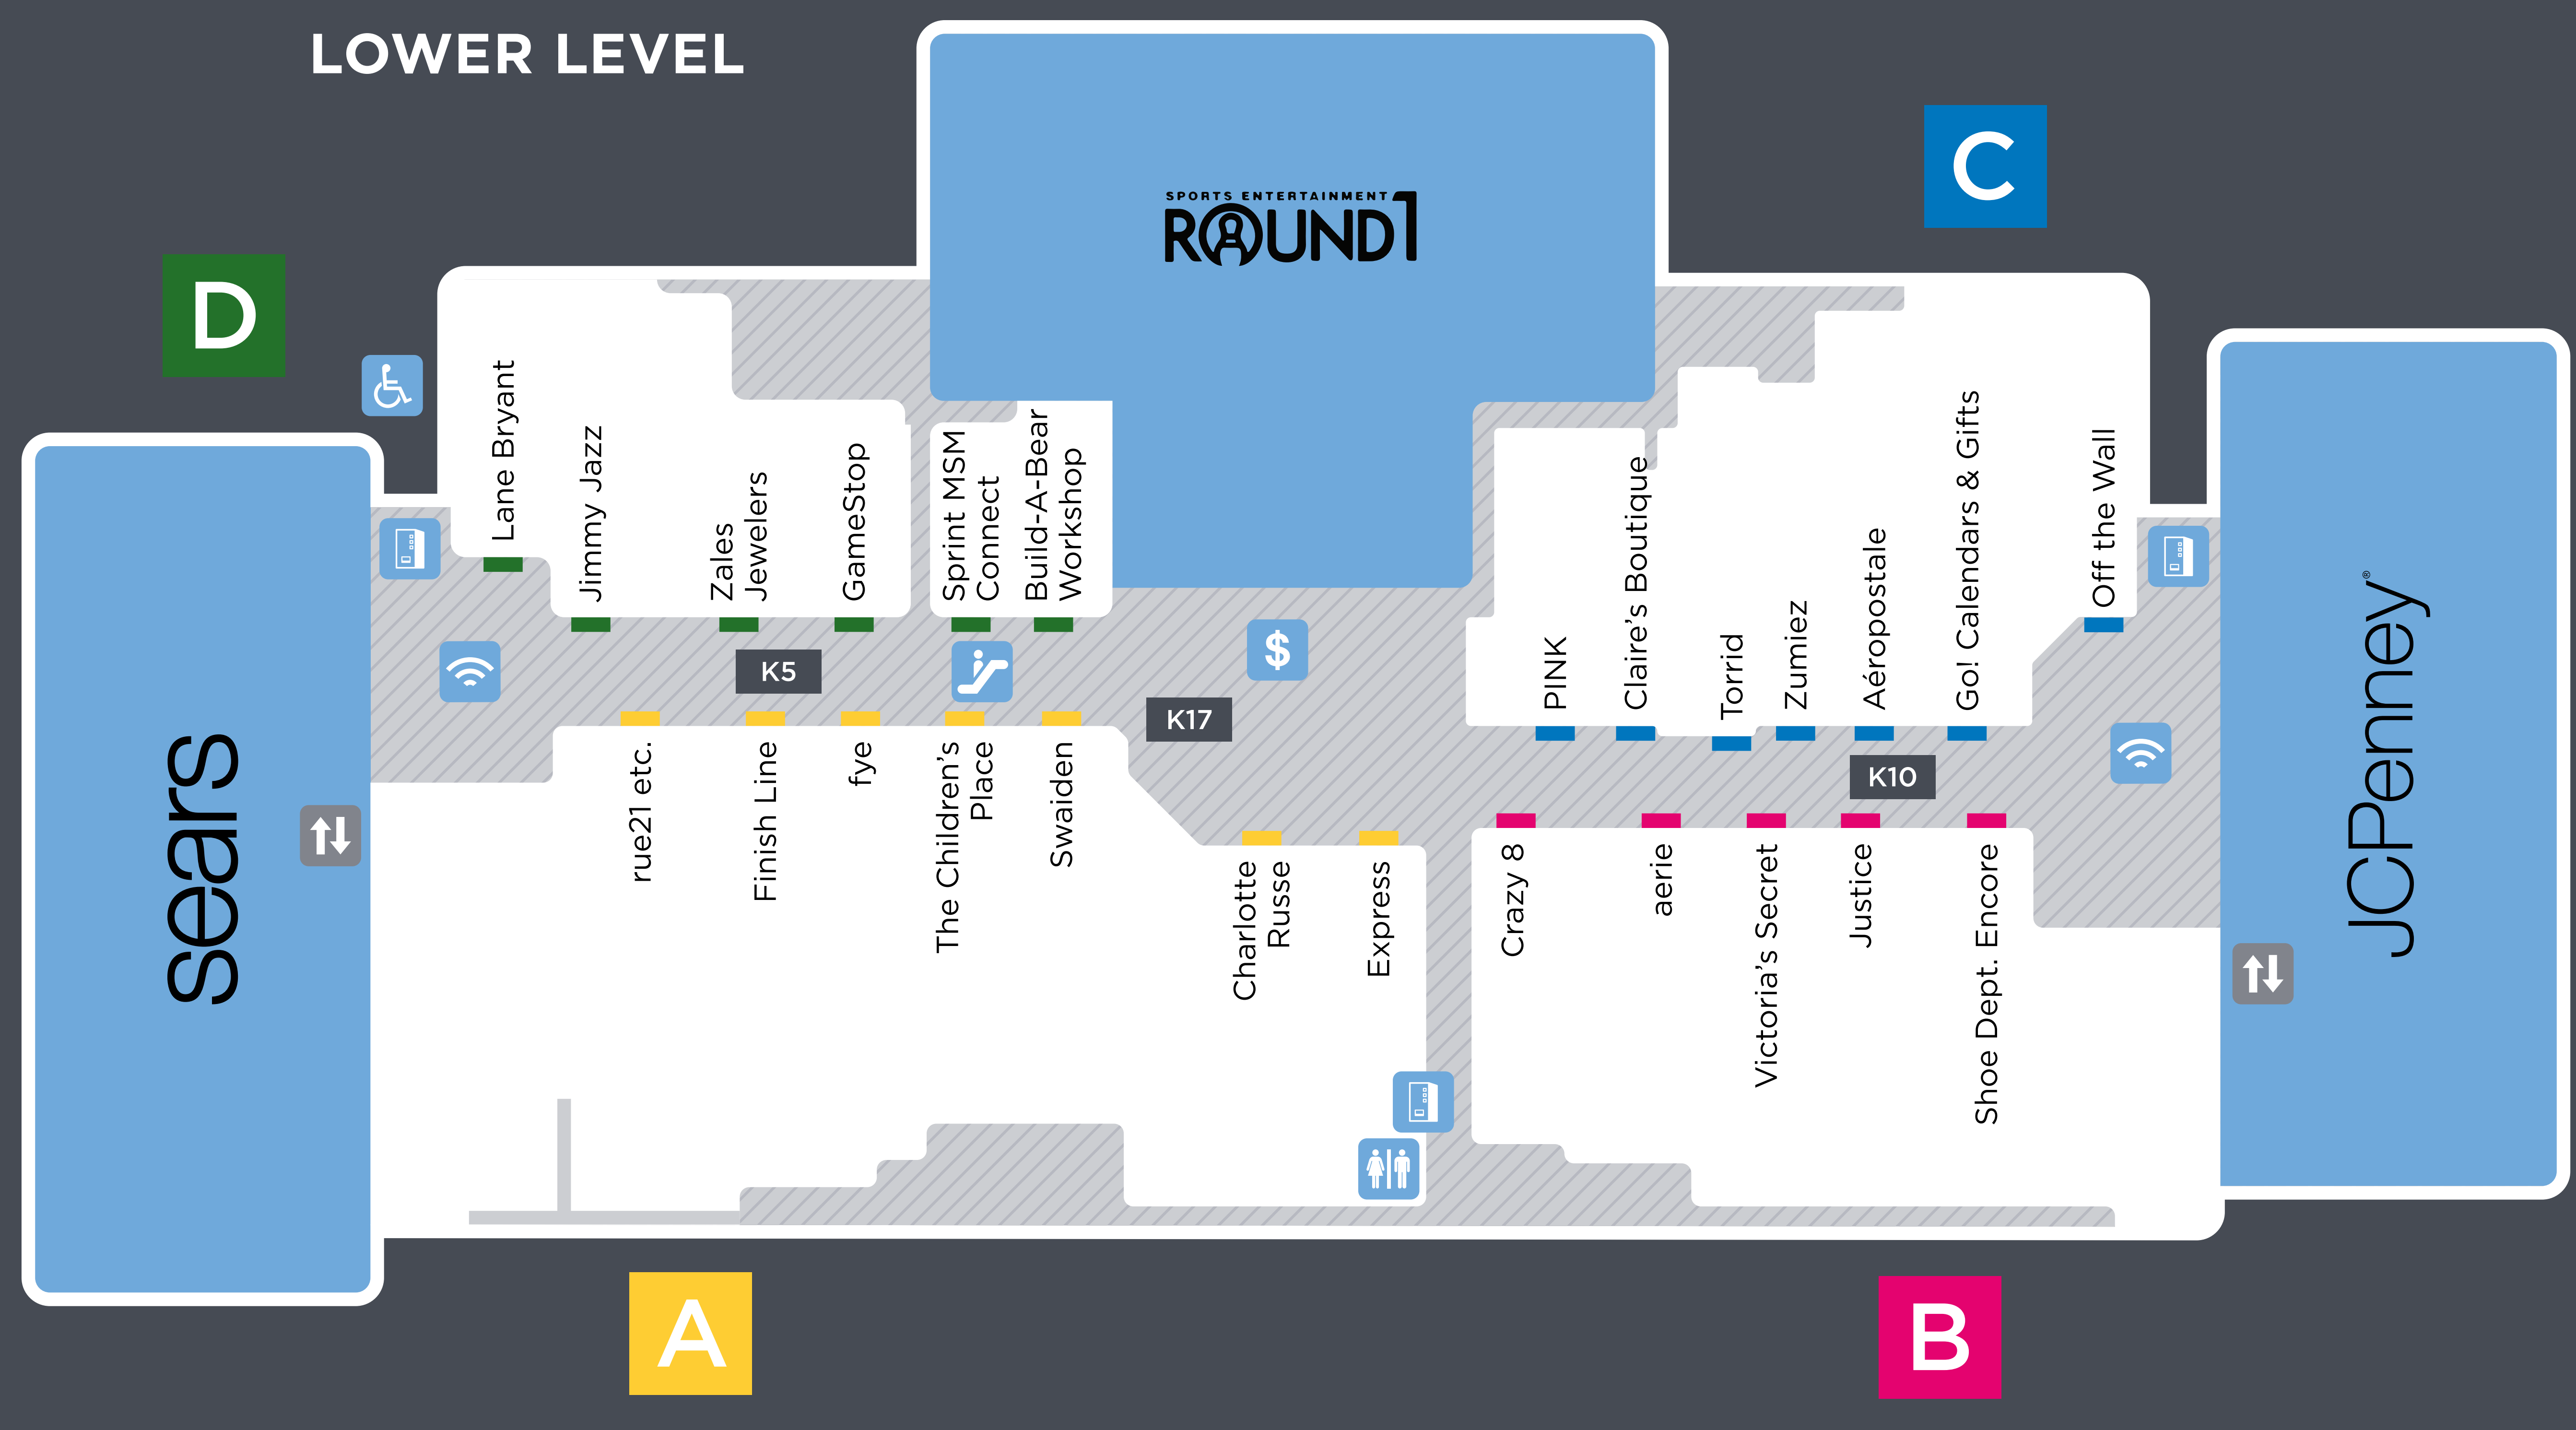 LOWER LEVEL
SPORTS ENTERTAINMENT
ROUND1
C
D
Lane Bryant
Jimmy Jazz
Zales
Jewelers
GameStop
Sprint MSM
Connect
Build-A-Bear
Workshop
PINK
Claire's Boutique
Torrid
Zumiez
Aéropostale
Go! Calendars & Gifts
Off the Wall
$
K5
K17
K10
sears
JCPenney®
rue21 etc.
Finish Line
fye
The Children's
Place
Swaiden
Charlotte
Russe
Express
Crazy 8
aerie
Victoria's Secret
Justice
Shoe Dept. Encore
A
B